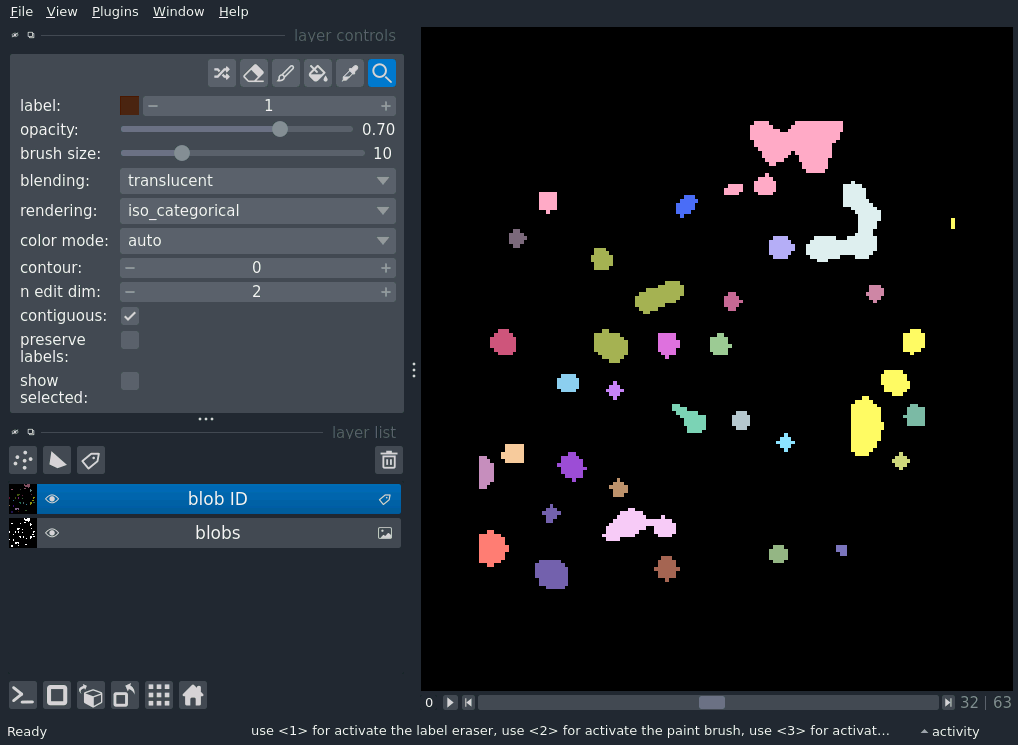 File View Plugins Window Help
layer controls
label: 1
opacity: 0.70
brush size: 10
blending: translucent
rendering: iso_categorical
color mode: auto
contour: 0
n edit dim: 2
contiguous:
preserve
labels:
show
selected:
layer list
blob ID
blobs
0 32 | 63
Ready use <1> for activate the label eraser, use <2> for activate the paint brush, use <3> for activat... activity